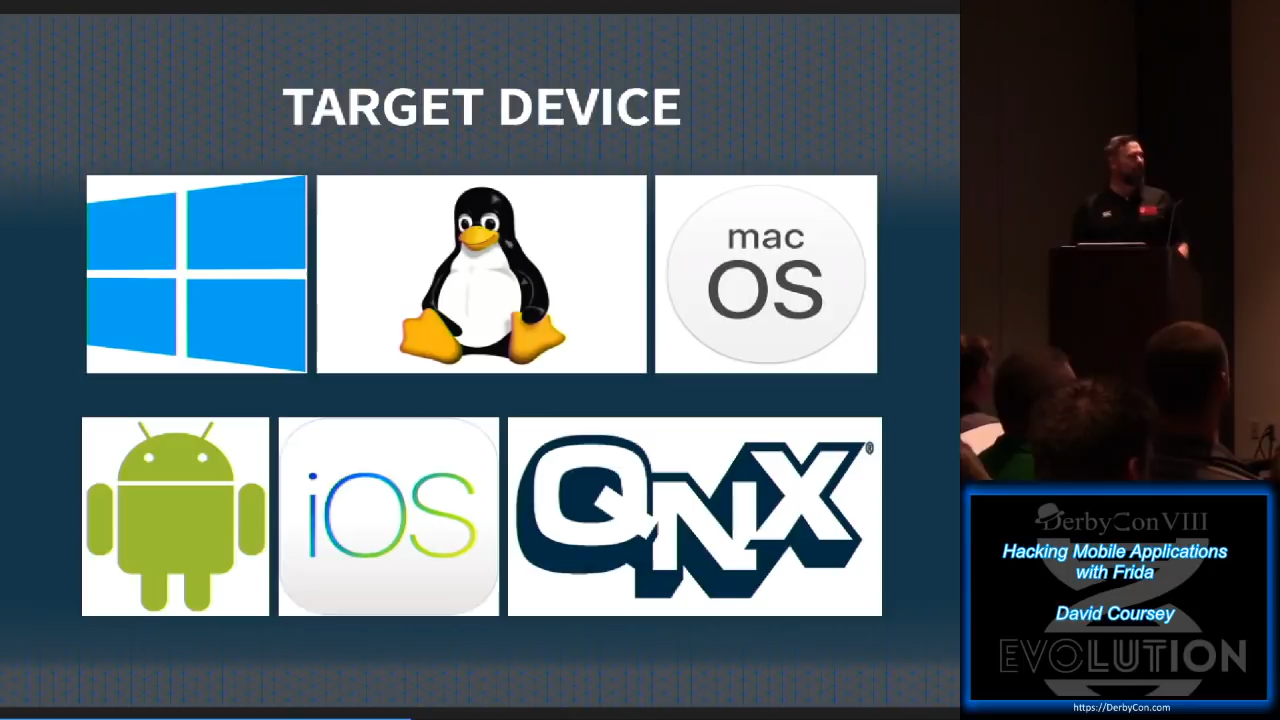 TARGET DEVICE
mac
OS
iOS
QNX®
DerbyCon VIII
Hacking Mobile Applications
with Frida
David Coursey
EVOLUTION
https://DerbyCon.com